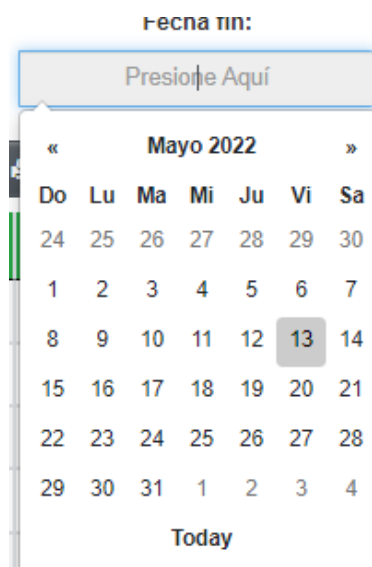 Fecha fin:
Presione Aquí
« Mayo 2022 »
Do Lu Ma Mi Ju Vi Sa
24 25 26 27 28 29 30
1 2 3 4 5 6 7
8 9 10 11 12 13 14
15 16 17 18 19 20 21
22 23 24 25 26 27 28
29 30 31 1 2 3 4
Today